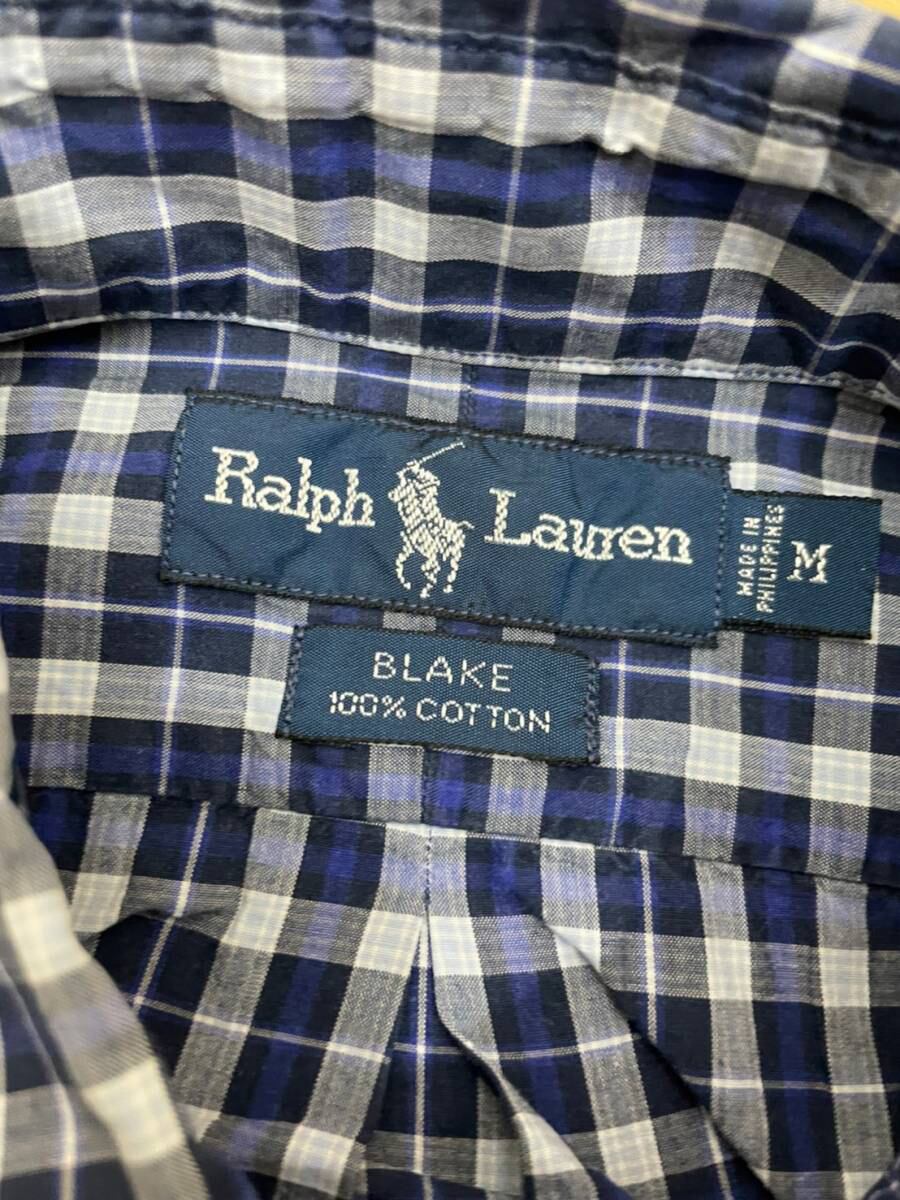 Ralph Lauren
MADE IN
PHILIPPINES
M
BLAKE
100% COTTON